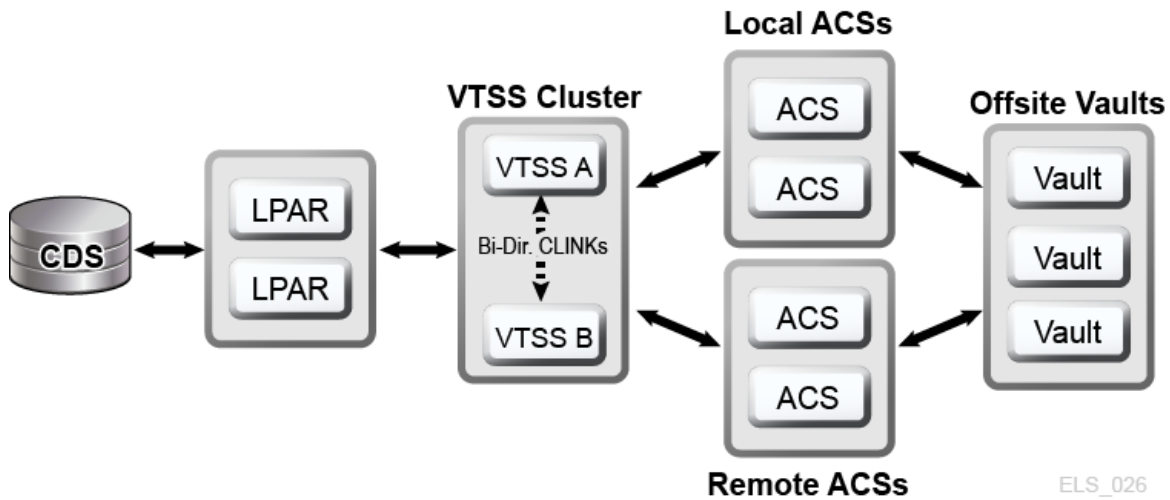 CDS
LPAR
LPAR
VTSS Cluster
VTSS A
Bi-Dir. CLINKs
VTSS B
Local ACSs
ACS
ACS
ACS
ACS
Remote ACSs
Offsite Vaults
Vault
Vault
Vault
ELS_026